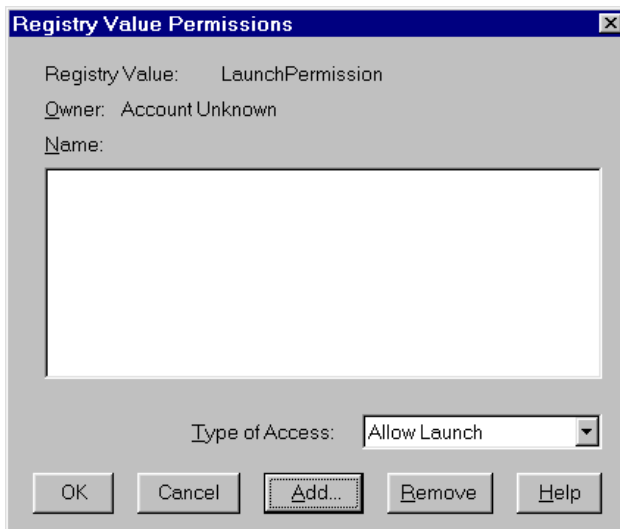 Registry Value Permissions
Registry Value: LaunchPermission
Owner: Account Unknown
Name:
Type of Access: Allow Launch
OK Cancel Add... Remove Help